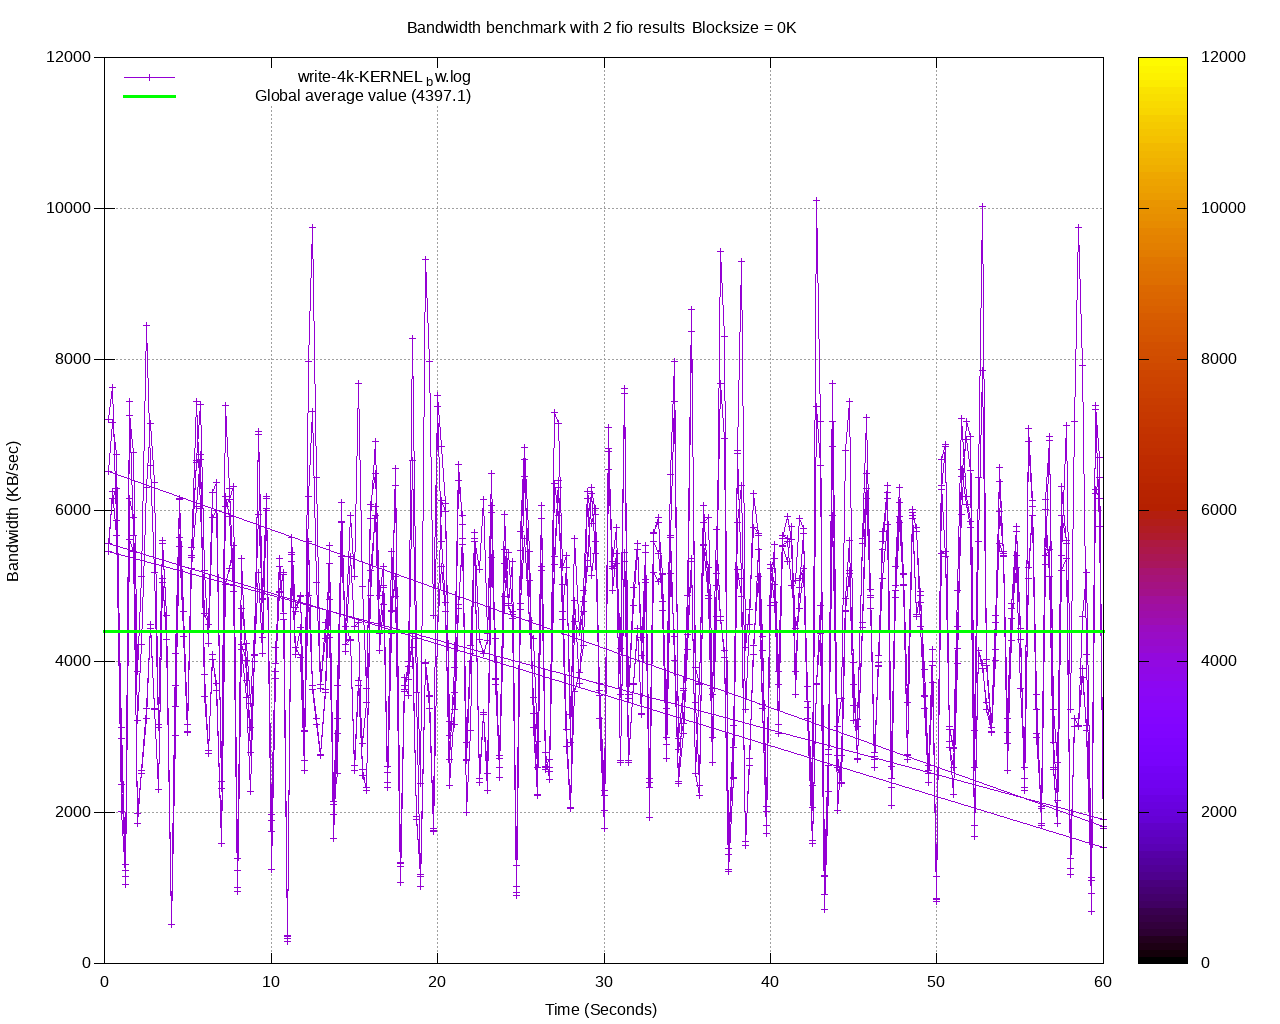 Bandwidth benchmark with 2 fio results Blocksize = 0K
write-4k-KERNEL_bw.log
Global average value (4397.1)
12000
10000
8000
6000
4000
2000
0
Bandwidth (KB/sec)
0 10 20 30 40 50 60
Time (Seconds)
12000
10000
8000
6000
4000
2000
0